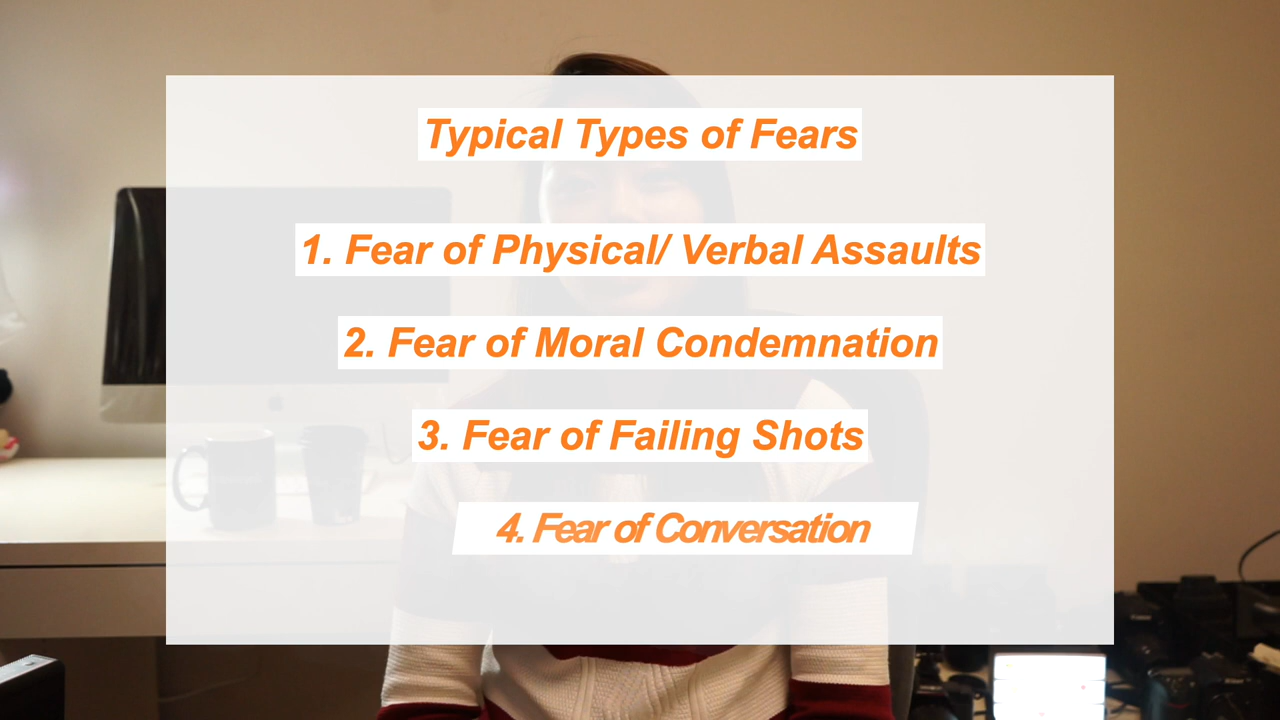 Typical Types of Fears
1. Fear of Physical/ Verbal Assaults
2. Fear of Moral Condemnation
3. Fear of Failing Shots
4. Fear of Conversation